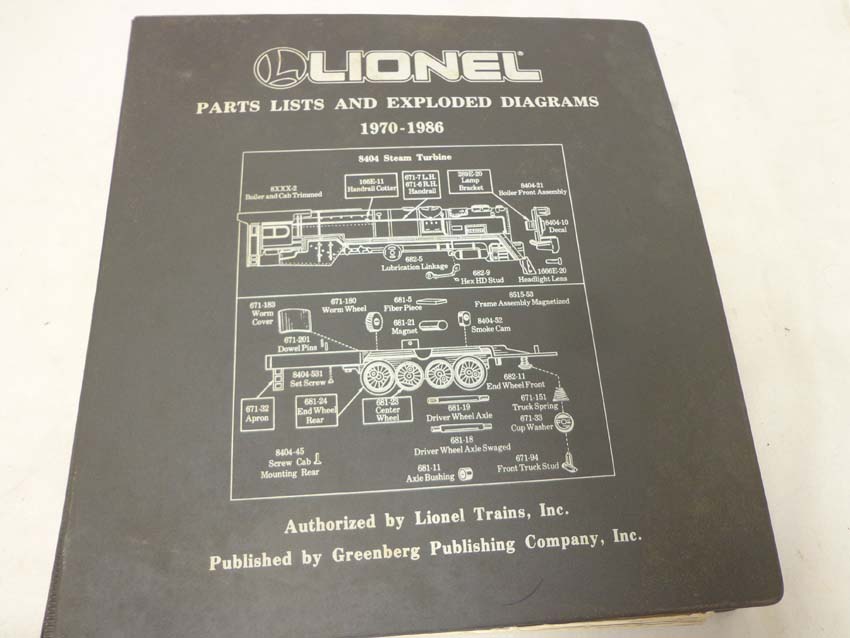 LIONEL®
PARTS LISTS AND EXPLODED DIAGRAMS
1970-1986
8404 Steam Turbine
8XXX-2
Boiler and Cab Trimmed
166E-11
Handrail Cotter
671-7 L.H.
671-6 R.H.
Handrail
289E-20
Lamp
Bracket
8404-21
Boiler Front Assembly
8404-10
Decal
682-5
Lubrication Linkage
682-9
Hex HD Stud
1666E-20
Headlight Lens
671-183
Worm
Cover
671-180
Worm Wheel
681-5
Fiber Piece
8515-55
Frame Assembly Magnetized
681-21
Magnet
8404-52
Smoke Cam
671-201
Dowel Pins
8404-531
Set Screw
671-32
Apron
681-24
End Wheel
Rear
681-23
Center
Wheel
682-11
End Wheel Front
681-19
Driver Wheel Axle
671-151
Truck Spring
671-33
Cup Washer
681-18
Driver Wheel Axle Swaged
8404-45
Screw Cab
Mounting Rear
681-11
Axle Bushing
671-94
Front Truck Stud
Authorized by Lionel Trains, Inc.
Published by Greenberg Publishing Company, Inc.